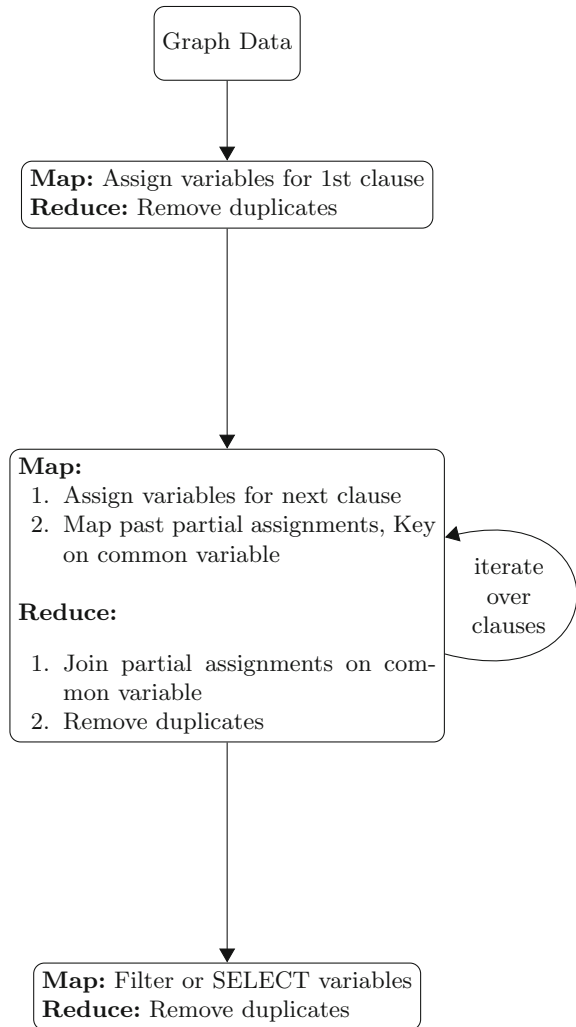 Graph Data
Map: Assign variables for 1st clause
Reduce: Remove duplicates
Map:
1. Assign variables for next clause
2. Map past partial assignments, Key
on common variable
Reduce:
1. Join partial assignments on com-
mon variable
2. Remove duplicates
iterate
over
clauses
Map: Filter or SELECT variables
Reduce: Remove duplicates